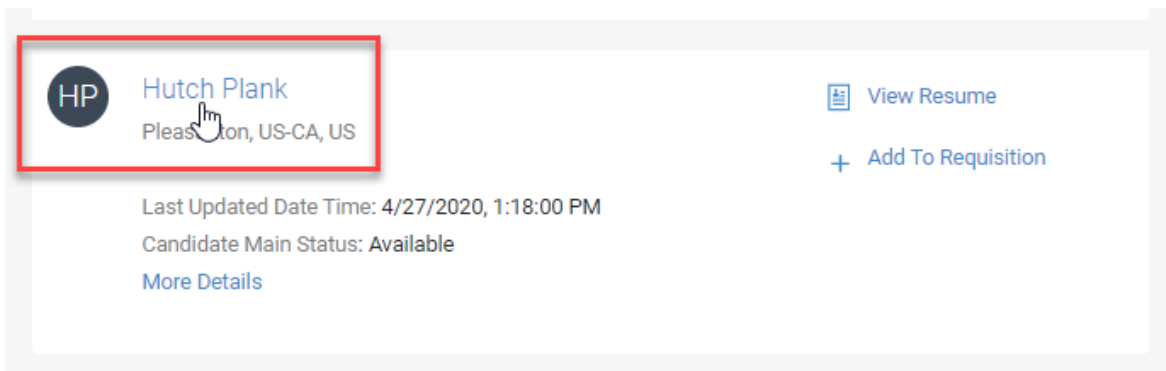 HP
Hutch Plank
US-CA, US
View Resume
Add To Requisition
Last Updated Date Time: 4/27/2020, 1:18:00 PM
Candidate Main Status: Available
More Details